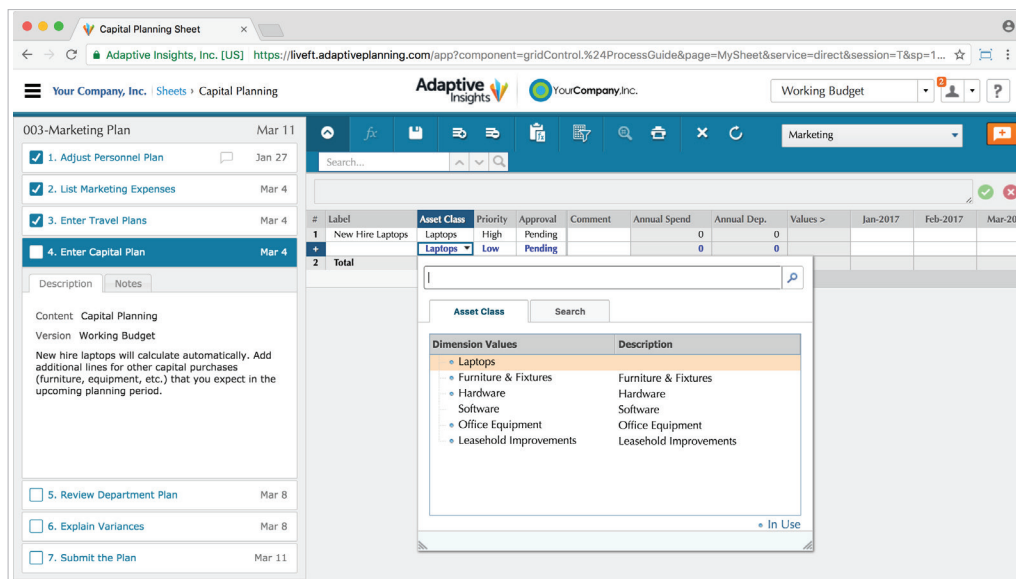 Capital Planning Sheet ×
Adaptive Insights, Inc. [US] https://liveft.adaptiveplanning.com/app?component=gridControl.%24ProcessGuide&page=MySheet&service=direct&session=T&sp=1...
Your Company, Inc. Sheets › Capital Planning
Adaptive Insights
YourCompany,Inc.
Working Budget
2
?
003-Marketing Plan Mar 11
fx
Marketing
1. Adjust Personnel Plan Jan 27
Search...
2. List Marketing Expenses Mar 4
3. Enter Travel Plans Mar 4
# Label Asset Class Priority Approval Comment Annual Spend Annual Dep. Values > Jan-2017 Feb-2017 Mar-20
1 New Hire Laptops Laptops High Pending 0 0
+ Laptops Low Pending 0 0
2 Total
4. Enter Capital Plan Mar 4
Description Notes
Content Capital Planning
Version Working Budget
New hire laptops will calculate automatically. Add
additional lines for other capital purchases
(furniture, equipment, etc.) that you expect in the
upcoming planning period.
Asset Class Search
Dimension Values Description
Laptops
Furniture & Fixtures Furniture & Fixtures
Hardware Hardware
Software Software
Office Equipment Office Equipment
Leasehold Improvements Leasehold Improvements
In Use
5. Review Department Plan Mar 8
6. Explain Variances Mar 8
7. Submit the Plan Mar 11